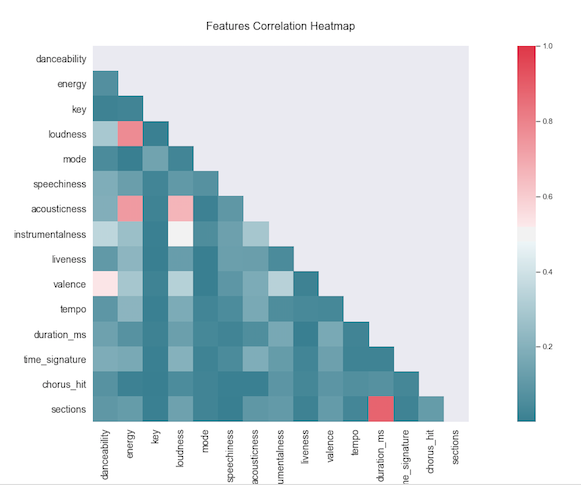 Features Correlation Heatmap
danceability
energy
key
loudness
mode
speechiness
acousticness
instrumentalness
liveness
valence
tempo
duration_ms
time_signature
chorus_hit
sections
1.0
0.8
0.6
0.4
0.2
danceability
energy
key
loudness
mode
speechiness
acousticness
umentalness
liveness
valence
tempo
duration_ms
ne_signature
chorus_hit
sections